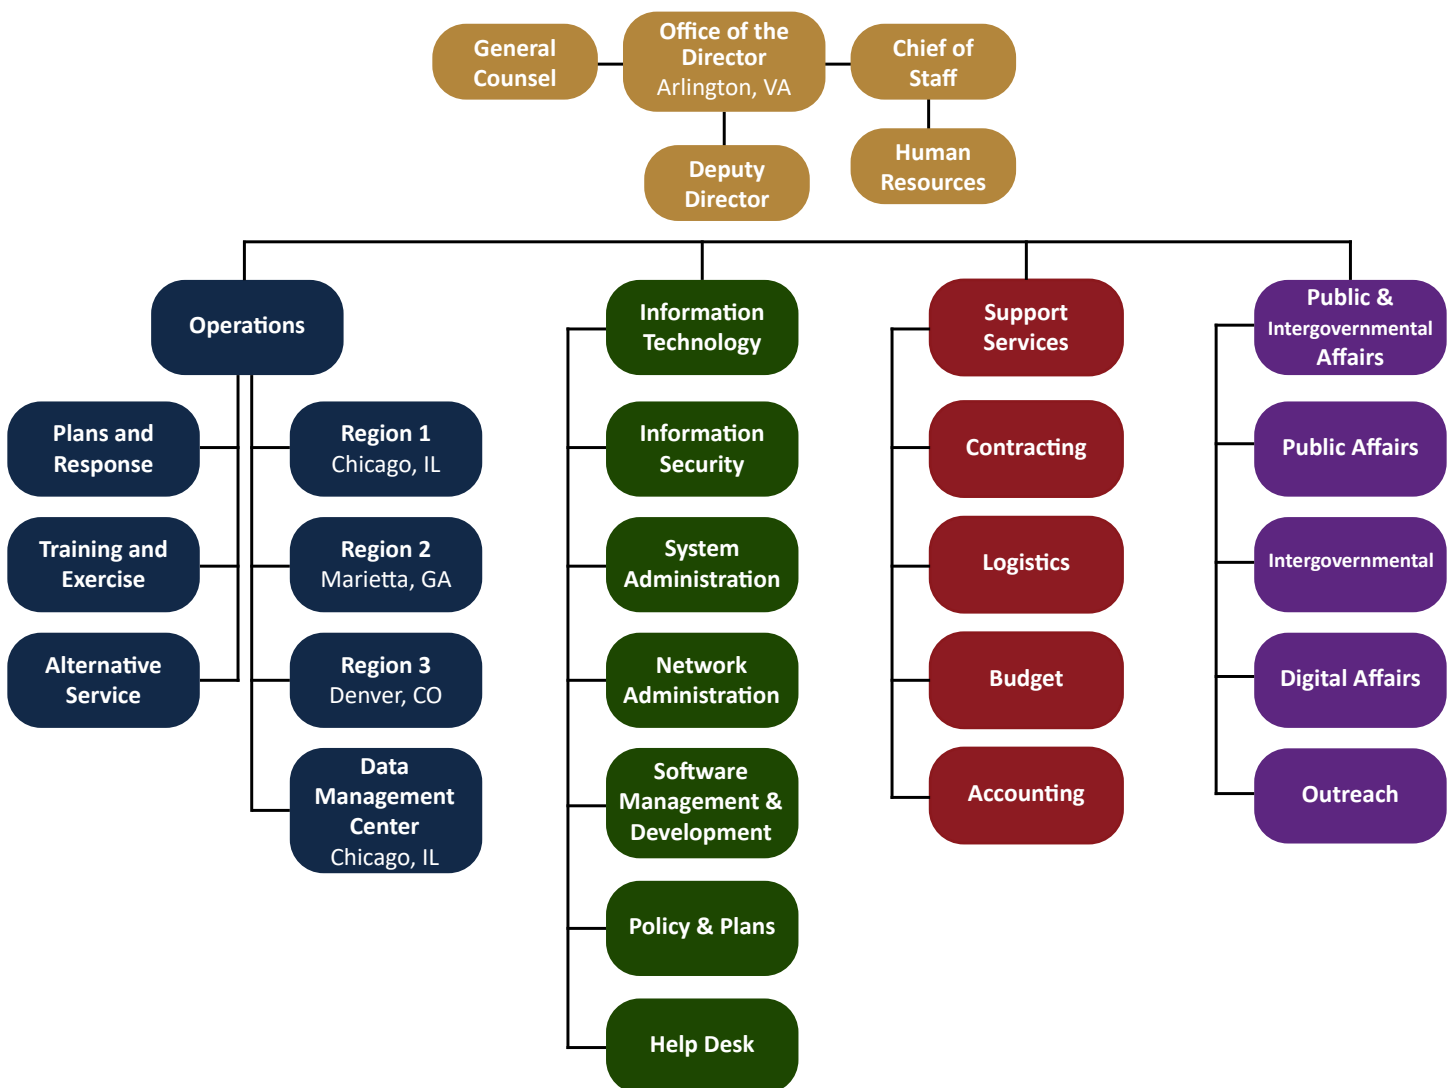 General
Counsel
Office of the
Director
Arlington, VA
Chief of
Staff
Deputy
Director
Human
Resources
Operations
Plans and
Response
Training and
Exercise
Alternative
Service
Region 1
Chicago, IL
Region 2
Marietta, GA
Region 3
Denver, CO
Data
Management
Center
Chicago, IL
Information
Technology
Information
Security
System
Administration
Network
Administration
Software
Management &
Development
Policy & Plans
Help Desk
Support
Services
Contracting
Logistics
Budget
Accounting
Public &
Intergovernmental
Affairs
Public Affairs
Intergovernmental
Digital Affairs
Outreach